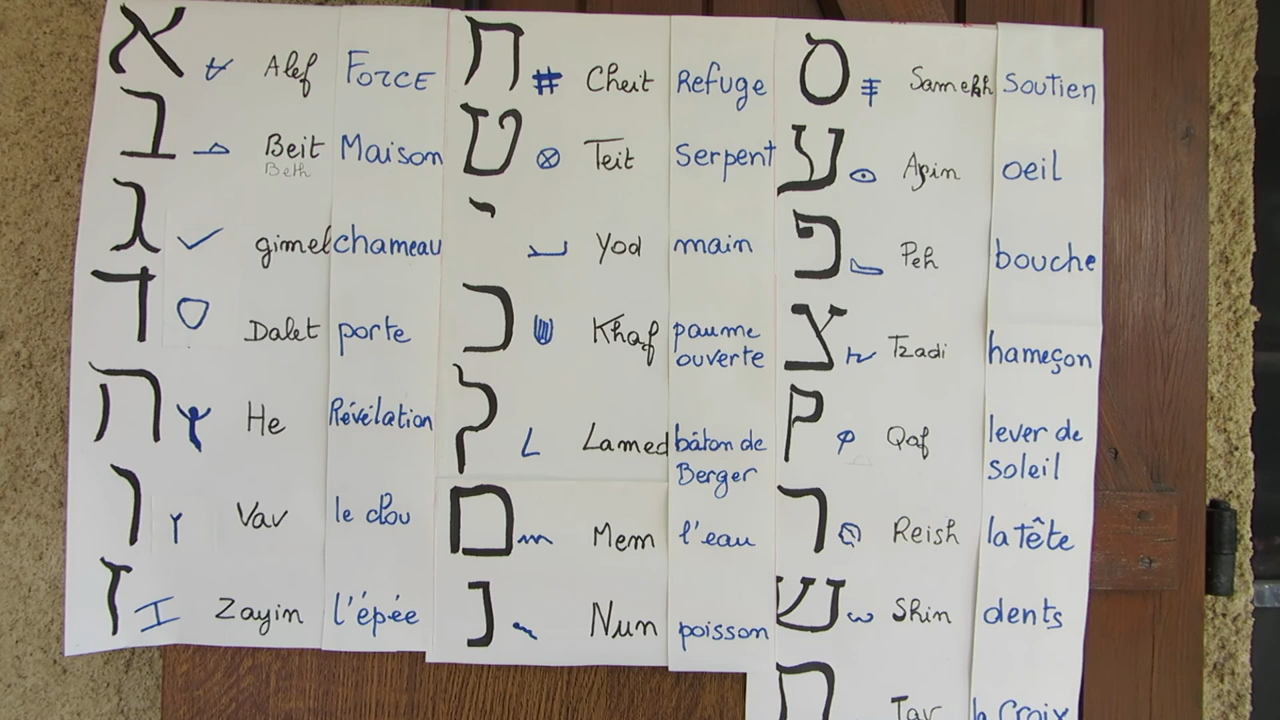 א Alef FORCE
ב Beit Maison
Beth
ג gimel chameau
ד Dalet porte
ה He Révélation
ו Vav le clou
ז Zayin l'épée
ח Cheit Refuge
ט Teit Serpent
י Yod main
כ Khaf paume
ouverte
ל Lamed bâton de
Berger
ם Mem l'eau
נ Nun poisson
ס Samekh Soutien
ע Ayin oeil
פ Peh bouche
צ Tzadi hameçon
ק Qof lever de
soleil
ר Reish la Tête
ש Shin dents
ת Tav la Croix